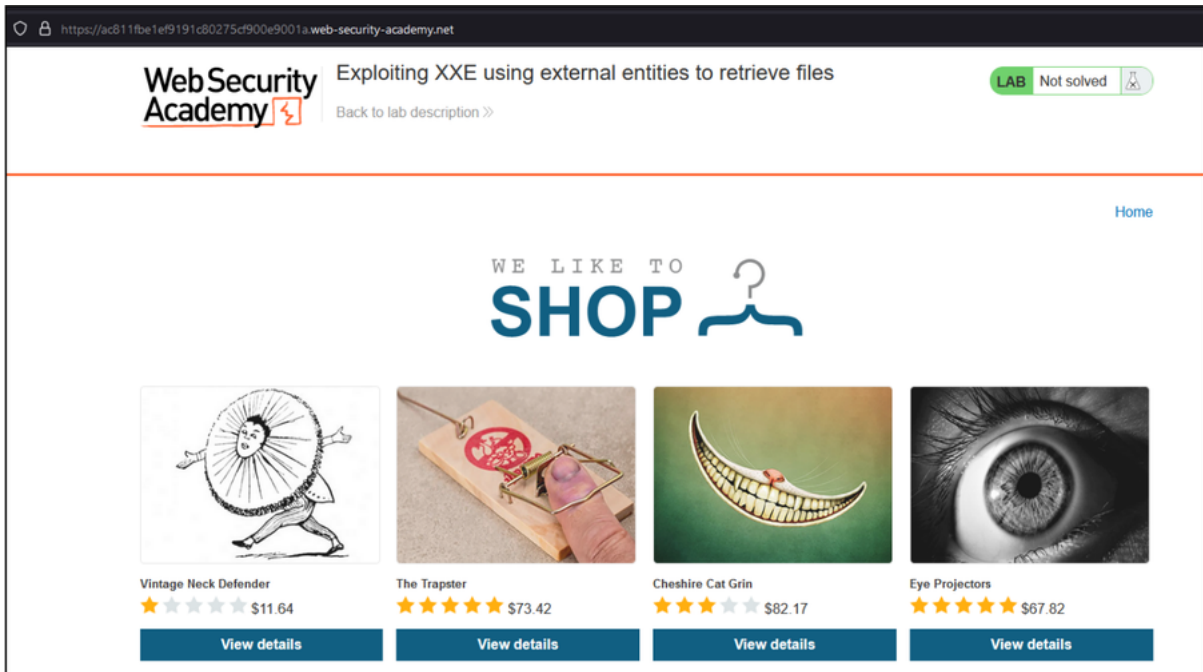 https://ac811fbe1ef9191c80275cf900e9001a.web-security-academy.net
Web Security
Academy
Exploiting XXE using external entities to retrieve files
Back to lab description
LAB Not solved
Home
WE LIKE TO
SHOP
Vintage Neck Defender
$11.64
View details
The Trapster
$73.42
View details
Cheshire Cat Grin
$82.17
View details
Eye Projectors
$67.82
View details